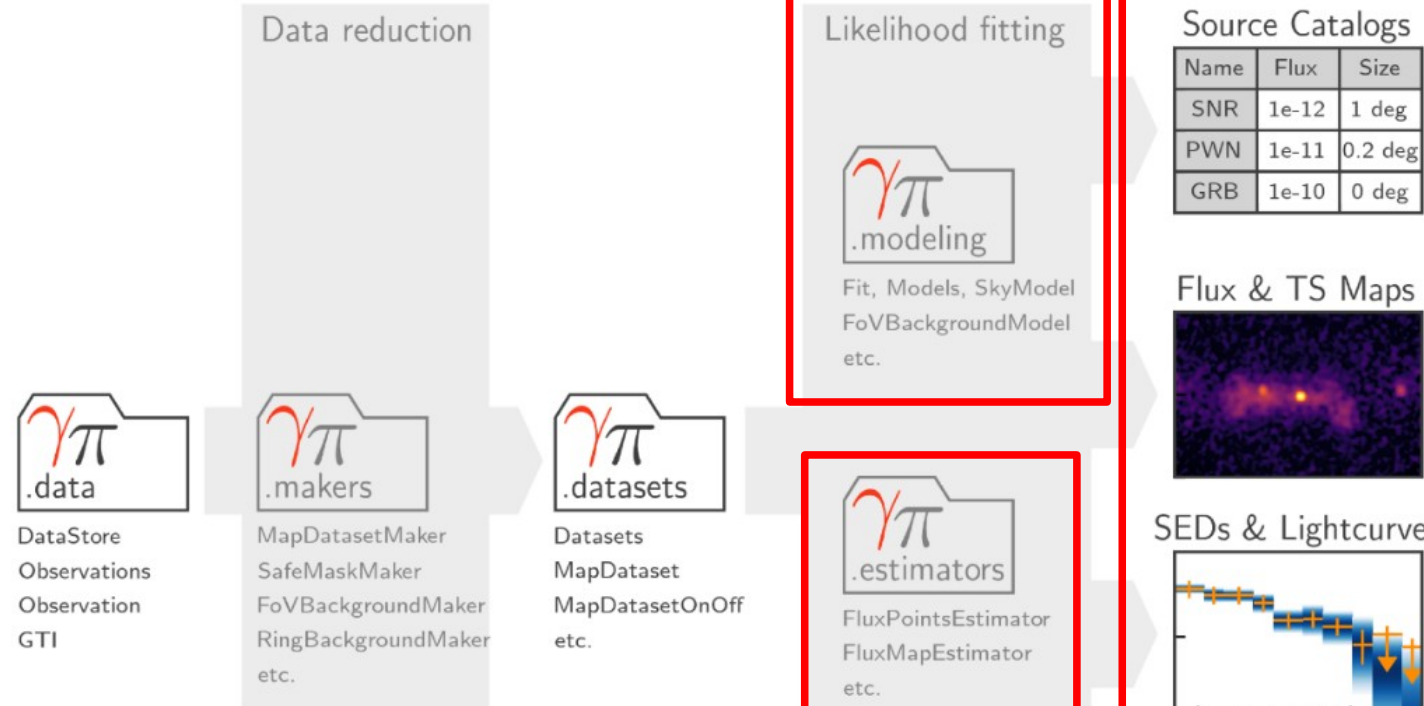 Data reduction
Likelihood fitting
Source Catalogs
Name Flux Size
SNR 1e-12 1 deg
PWN 1e-11 0.2 deg
GRB 1e-10 0 deg
γπ
.modeling
Fit, Models, SkyModel
FoVBackgroundModel
etc.
Flux & TS Maps
γπ
.data
DataStore
Observations
Observation
GTI
γπ
.makers
MapDatasetMaker
SafeMaskMaker
FoVBackgroundMaker
RingBackgroundMaker
etc.
γπ
.datasets
Datasets
MapDataset
MapDatasetOnOff
etc.
γπ
.estimators
FluxPointsEstimator
FluxMapEstimator
etc.
SEDs & Lightcurve